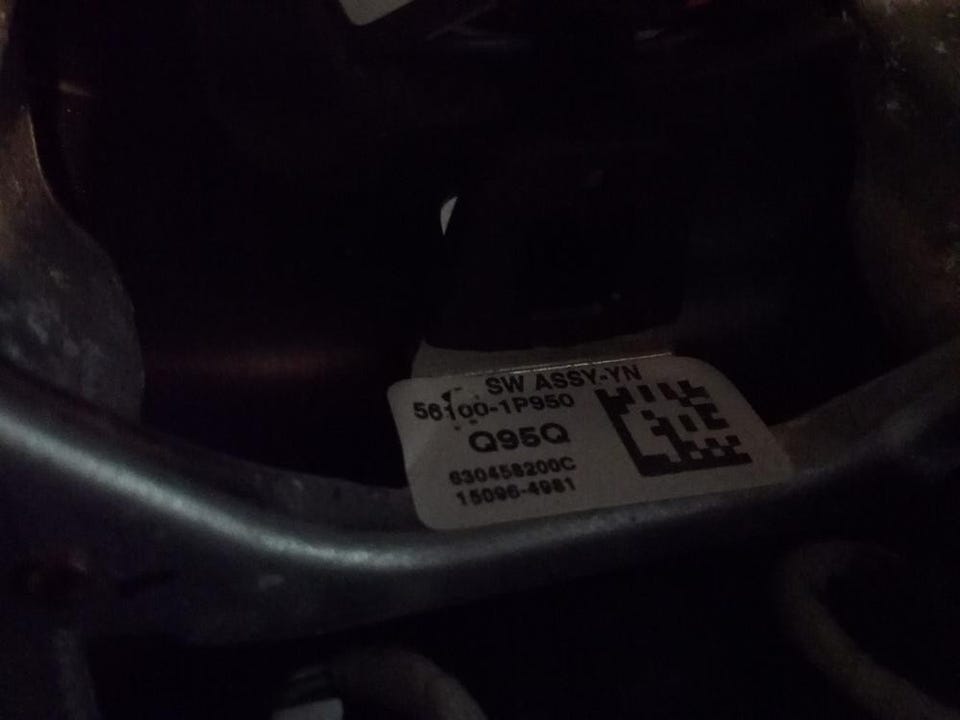 SW ASSY-YN
56100-1P950
Q95Q
630458200C
15096-4981